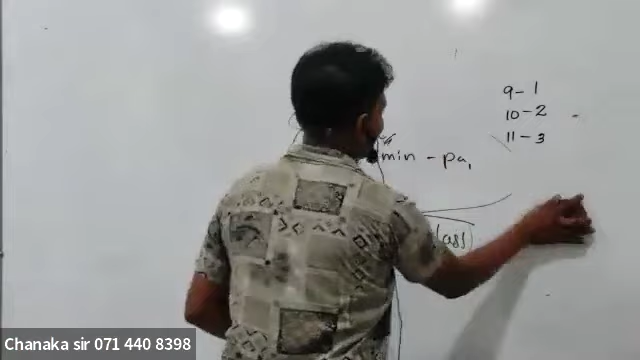 9 - 1
10 - 2
11 - 3
min - pa,
Chanaka sir 071 440 8398